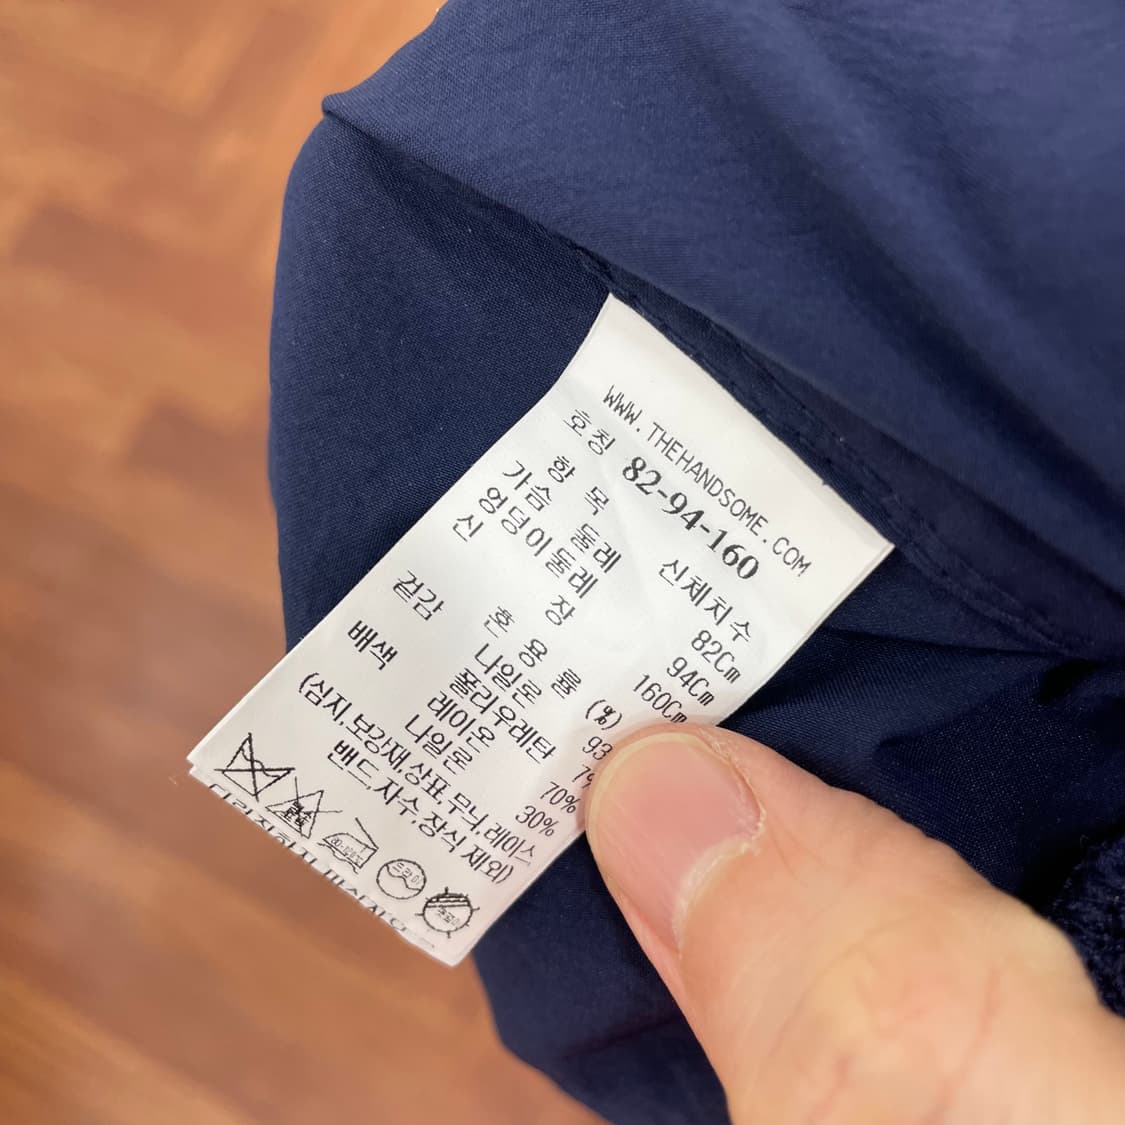 WWW.THEHANDSOME.COM
호칭 82-94-160
항 목 신체치수
가슴 둘레 82Cm
엉덩이둘레 94Cm
신 장 160Cm
혼 용 률 (%)
겉감 나일론 93
폴리우레탄 7%
배색 레이온 70%
나일론 30%
(심지,보강재,상표,무늬,레이스
밴드,자수,장식 제외)
드라이